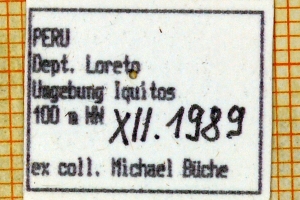 PERU
Dept. Loreto
Umgebung Iquitos
100 m NN XII. 1989
ex coll. Michael Büche